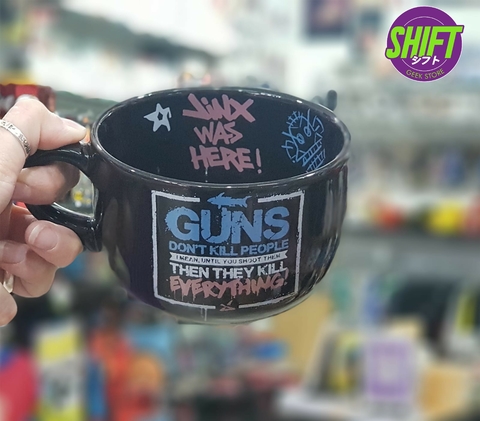 SHIFT
シフト
GEEK STORE
JiNX
WAS
HERE!
GUNS
DON'T KILL PEOPLE
I MEAN, UNTIL YOU SHOOT THEM
THEN THEY KILL
EVERYTHING.